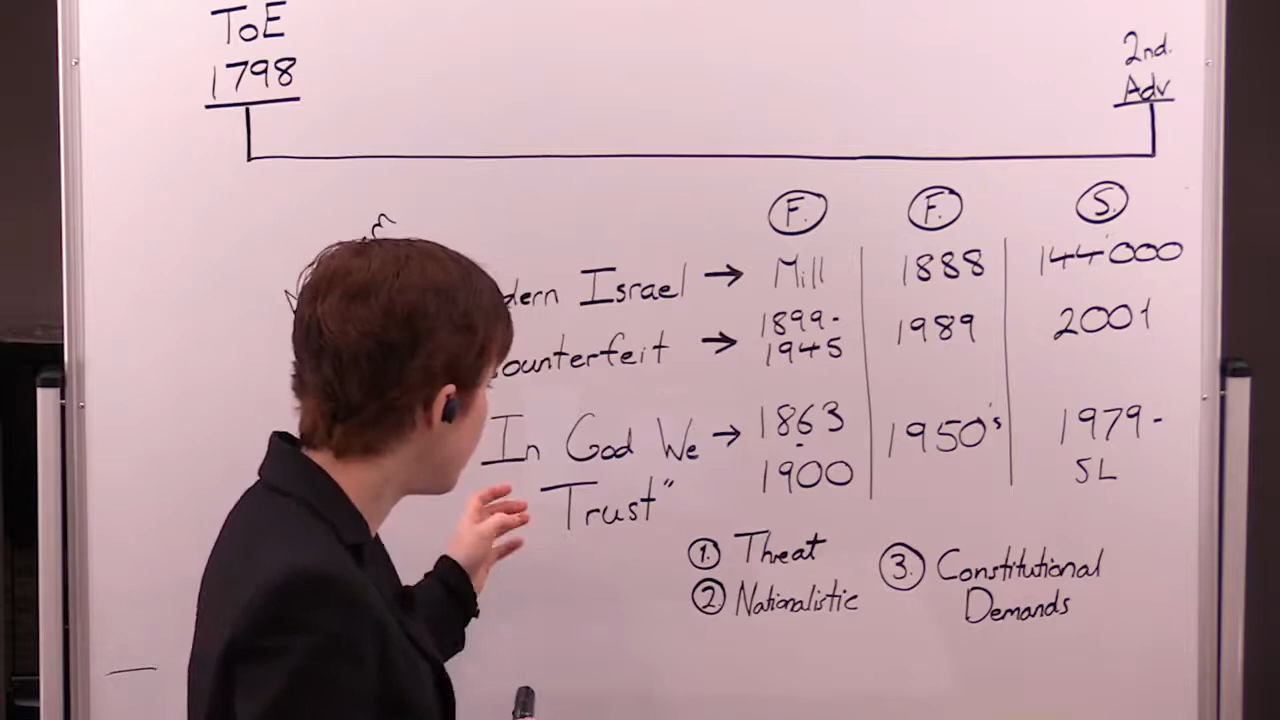 ToE
1798
2nd.
Adv
F. F. S.
dern Israel → Mill 1888 144'000
ounterfeit → 1899-
1945 1989 2001
In God We → 1863 1950's 1979-
Trust" - 1900 SL
1. Threat
2 Nationalistic
3. Constitutional
Demands